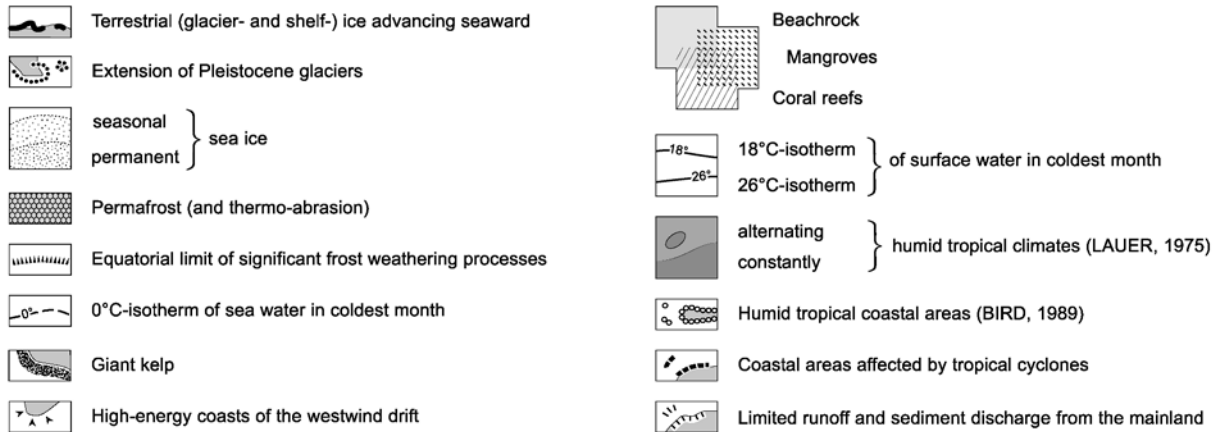 Terrestrial (glacier- and shelf-) ice advancing seaward
Extension of Pleistocene glaciers
seasonal
permanent
sea ice
Permafrost (and thermo-abrasion)
Equatorial limit of significant frost weathering processes
0°
0°C-isotherm of sea water in coldest month
Giant kelp
High-energy coasts of the westwind drift
Beachrock
Mangroves
Coral reefs
18°
18°C-isotherm
26°
26°C-isotherm
of surface water in coldest month
alternating
constantly
humid tropical climates (LAUER, 1975)
Humid tropical coastal areas (BIRD, 1989)
Coastal areas affected by tropical cyclones
Limited runoff and sediment discharge from the mainland